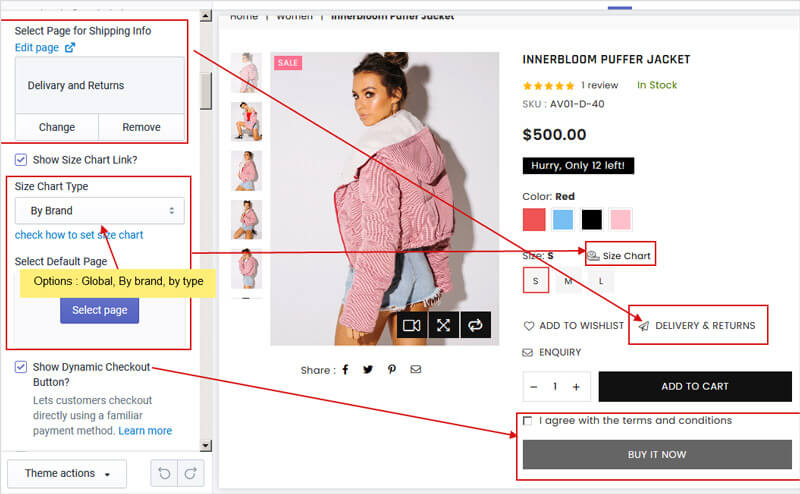 Select Page for Shipping Info
Edit page
Delivary and Returns
Change Remove
Show Size Chart Link?
Size Chart Type
By Brand
check how to set size chart
Select Default Page
Options : Global, By brand, by type
Select page
Show Dynamic Checkout
Button?
Lets customers checkout
directly using a familiar
payment method. Learn more
Theme actions
Home | Women | Innerbloom Puffer Jacket
SALE
INNERBLOOM PUFFER JACKET
1 review In Stock
SKU : AV01-D-40
$500.00
Hurry, Only 12 left!
Color: Red
Size: S Size Chart
S M L
ADD TO WISHLIST DELIVERY & RETURNS
ENQUIRY
Share :
− 1 + ADD TO CART
I agree with the terms and conditions
BUY IT NOW